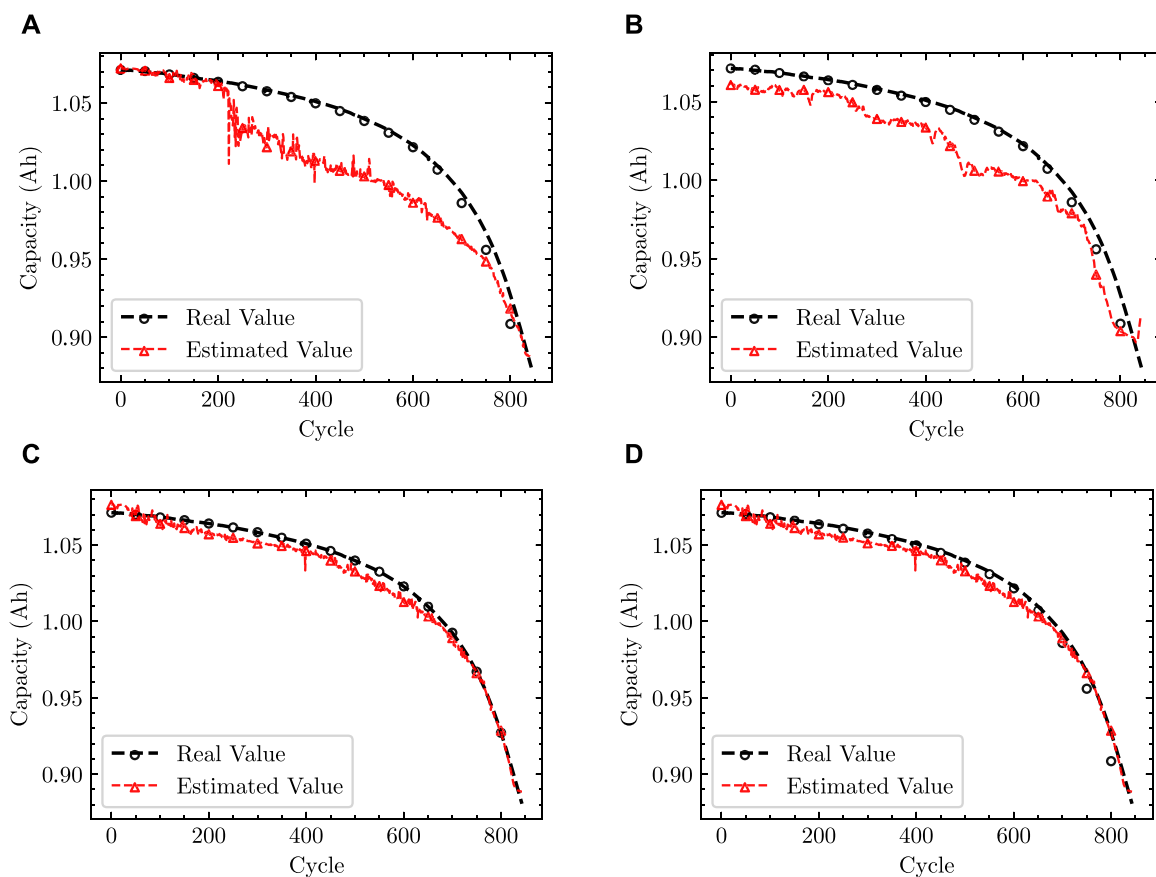 A
Capacity (Ah)
1.05
1.00
0.95
0.90
Real Value
Estimated Value
0 200 400 600 800
Cycle
B
Capacity (Ah)
1.05
1.00
0.95
0.90
Real Value
Estimated Value
0 200 400 600 800
Cycle
C
Capacity (Ah)
1.05
1.00
0.95
0.90
Real Value
Estimated Value
0 200 400 600 800
Cycle
D
Capacity (Ah)
1.05
1.00
0.95
0.90
Real Value
Estimated Value
0 200 400 600 800
Cycle